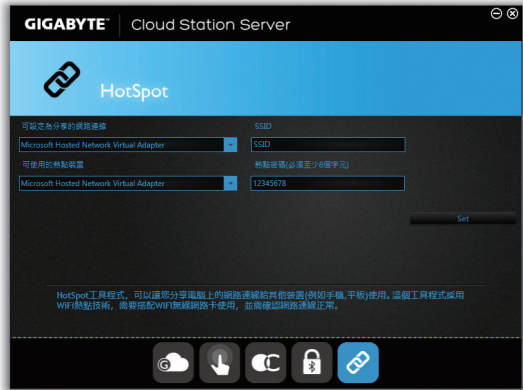 GIGABYTE™ Cloud Station Server
HotSpot
可設定為分享的網路連線
SSID
Microsoft Hosted Network Virtual Adapter
SSID
可使用的熱點裝置
熱點密碼(必須至少8個字元)
Microsoft Hosted Network Virtual Adapter
12345678
Set
HotSpot工具程式，可以讓您分享電腦上的網路連線給其他裝置(例如手機,平板)使用。這個工具程式採用
WiFi熱點技術，需要搭配WiFi無線網路卡使用，並需確認網路連線正常。
G